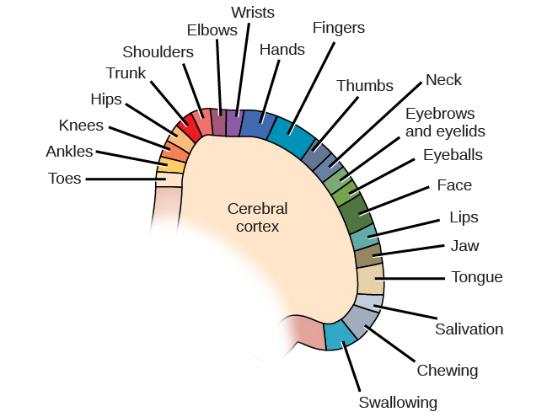 Wrists
Elbows
Fingers
Shoulders
Hands
Trunk
Thumbs
Neck
Hips
Eyebrows
and eyelids
Knees
Eyeballs
Ankles
Toes
Face
Cerebral
cortex
Lips
Jaw
Tongue
Salivation
Chewing
Swallowing